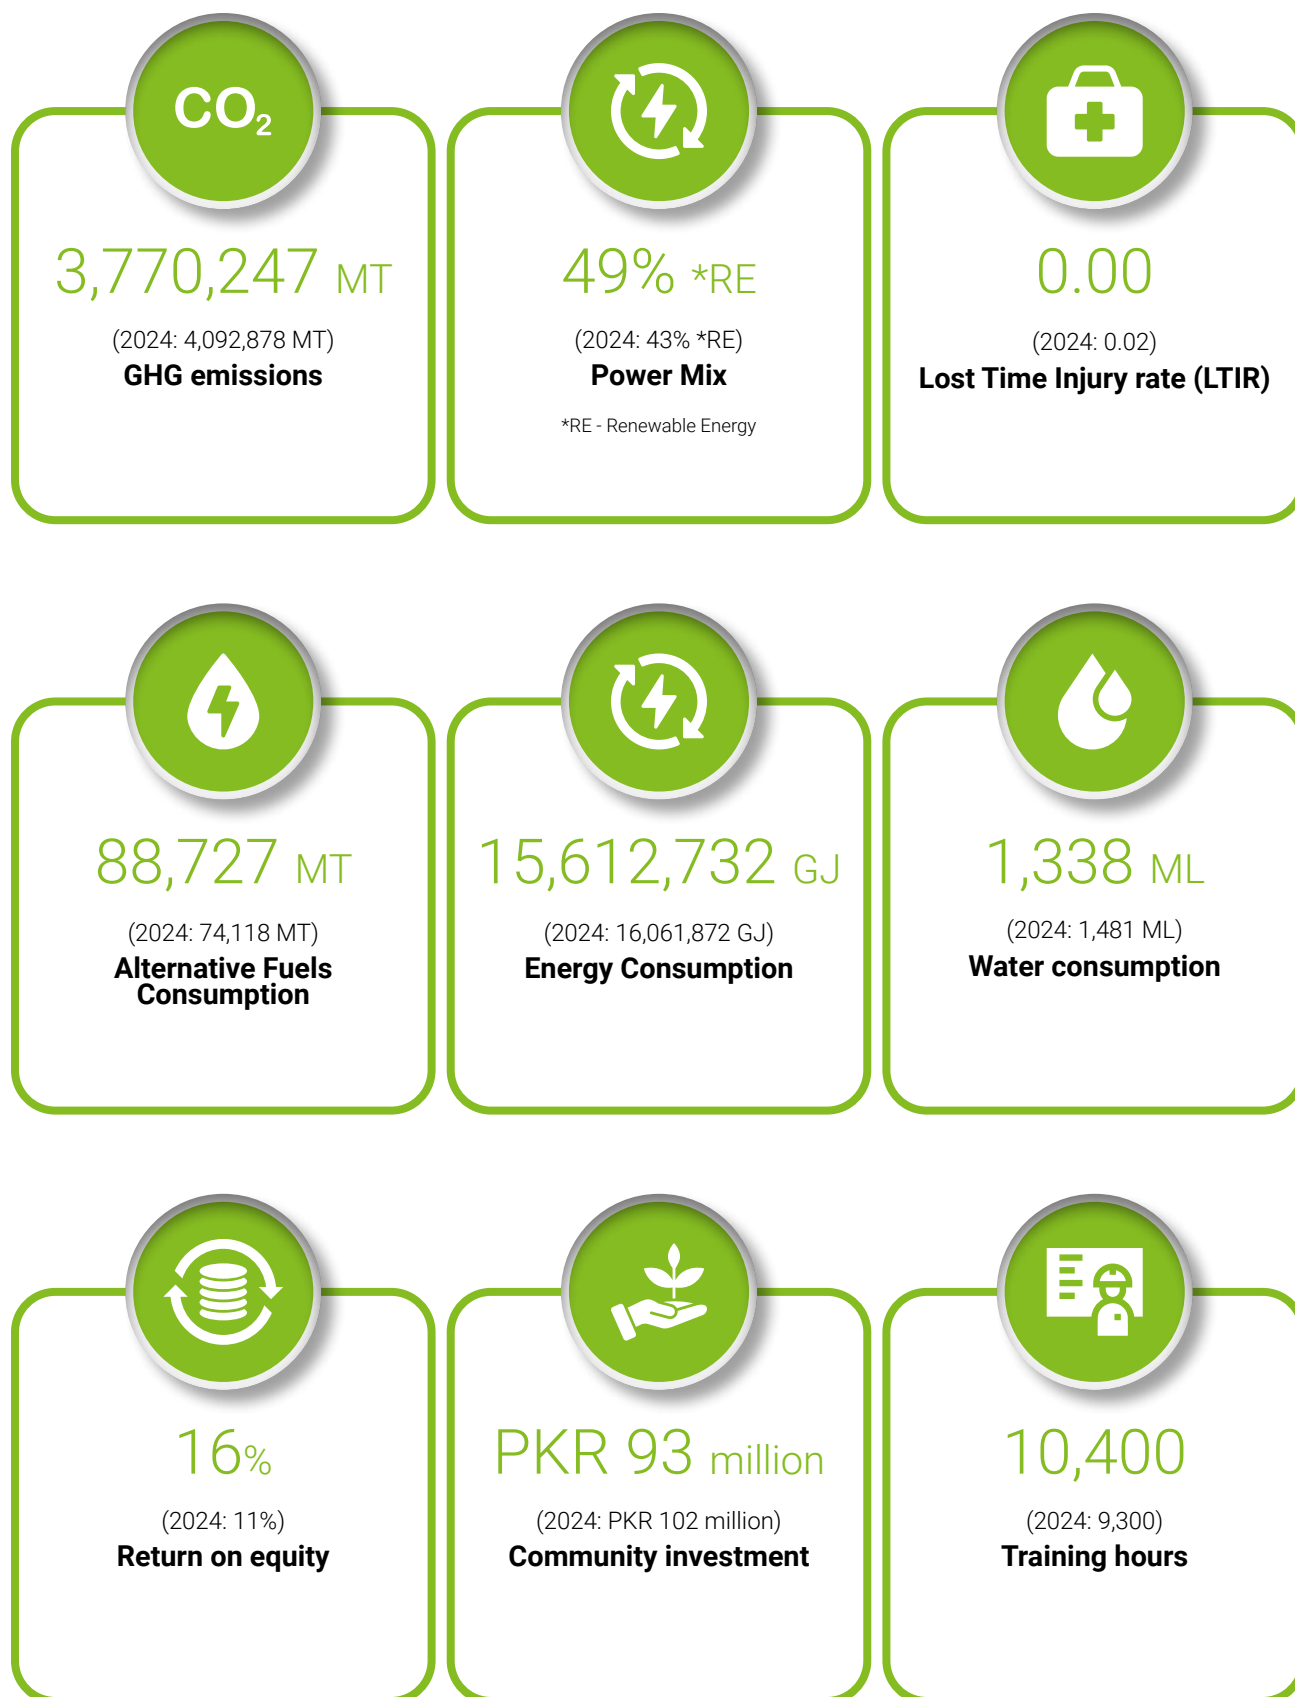 CO₂
3,770,247 MT
(2024: 4,092,878 MT)
GHG emissions
49% *RE
(2024: 43% *RE)
Power Mix
*RE - Renewable Energy
0.00
(2024: 0.02)
Lost Time Injury rate (LTIR)
88,727 MT
(2024: 74,118 MT)
Alternative Fuels
Consumption
15,612,732 GJ
(2024: 16,061,872 GJ)
Energy Consumption
1,338 ML
(2024: 1,481 ML)
Water consumption
16%
(2024: 11%)
Return on equity
PKR 93 million
(2024: PKR 102 million)
Community investment
10,400
(2024: 9,300)
Training hours